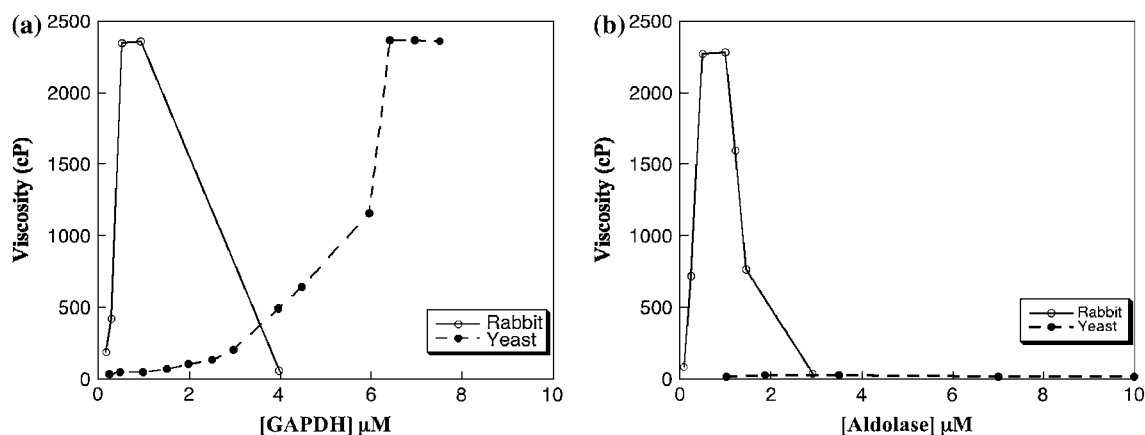 (a)
2500
2000
1500
1000
500
0
Viscosity (cP)
0 2 4 6 8 10
[GAPDH] μM
Rabbit
Yeast
(b)
2500
2000
1500
1000
500
0
Viscosity (cP)
0 2 4 6 8 10
[Aldolase] μM
Rabbit
Yeast